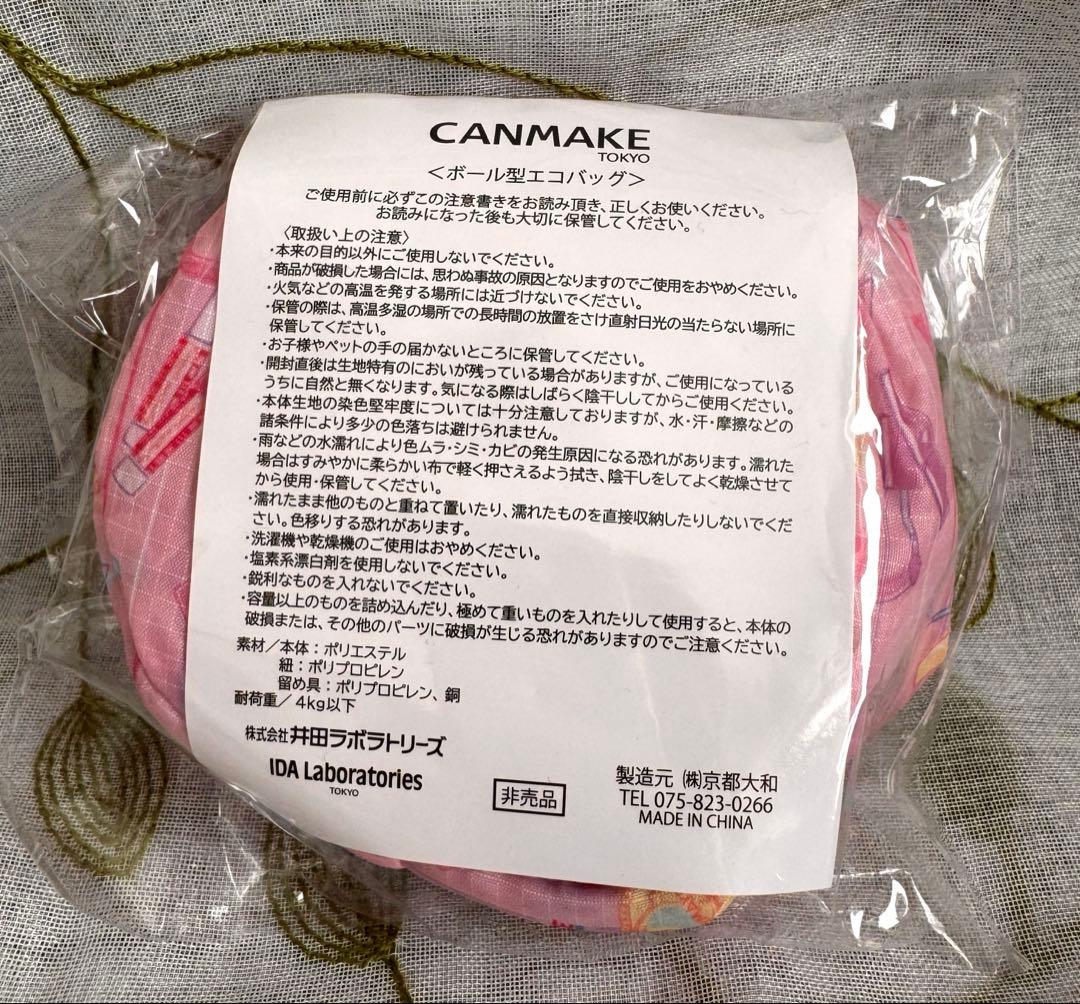 CANMAKE
TOKYO
＜ボール型エコバッグ＞
ご使用前に必ずこの注意書きをお読み頂き、正しくお使いください。
お読みになった後も大切に保管してください。
〈取扱い上の注意〉
・本来の目的以外にご使用しないでください。
・商品が破損した場合には、思わぬ事故の原因となりますのでご使用をおやめください。
・火気などの高温を発する場所には近づけないでください。
・保管の際は、高温多湿の場所での長時間の放置をさけ直射日光の当たらない場所に
保管してください。
・お子様やペットの手の届かないところに保管してください。
・開封直後は生地特有のにおいが残っている場合がありますが、ご使用になっている
うちに自然と無くなります。気になる際はしばらく陰干ししてからご使用ください。
・本体生地の染色堅牢度については十分注意しておりますが、水・汗・摩擦などの
諸条件により多少の色落ちは避けられません。
・雨などの水濡れにより色ムラ・シミ・カビの発生原因になる恐れがあります。濡れた
場合はすみやかに柔らかい布で軽く押さえるよう拭き、陰干しをしてよく乾燥させて
から使用・保管してください。
・濡れたまま他のものと重ねて置いたり、濡れたものを直接収納したりしないでくだ
さい。色移りする恐れがあります。
・洗濯機や乾燥機のご使用はおやめください。
・塩素系漂白剤を使用しないでください。
・鋭利なものを入れないでください。
・容量以上のものを詰め込んだり、極めて重いものを入れたりして使用すると、本体の
破損または、その他のパーツに破損が生じる恐れがありますのでご注意ください。
素材／本体：ポリエステル
紐：ポリプロピレン
留め具：ポリプロピレン、銅
耐荷重／4kg以下
株式会社 井田ラボラトリーズ
IDA Laboratories
TOKYO
非売品
製造元 ㈱京都大和
TEL 075-823-0266
MADE IN CHINA